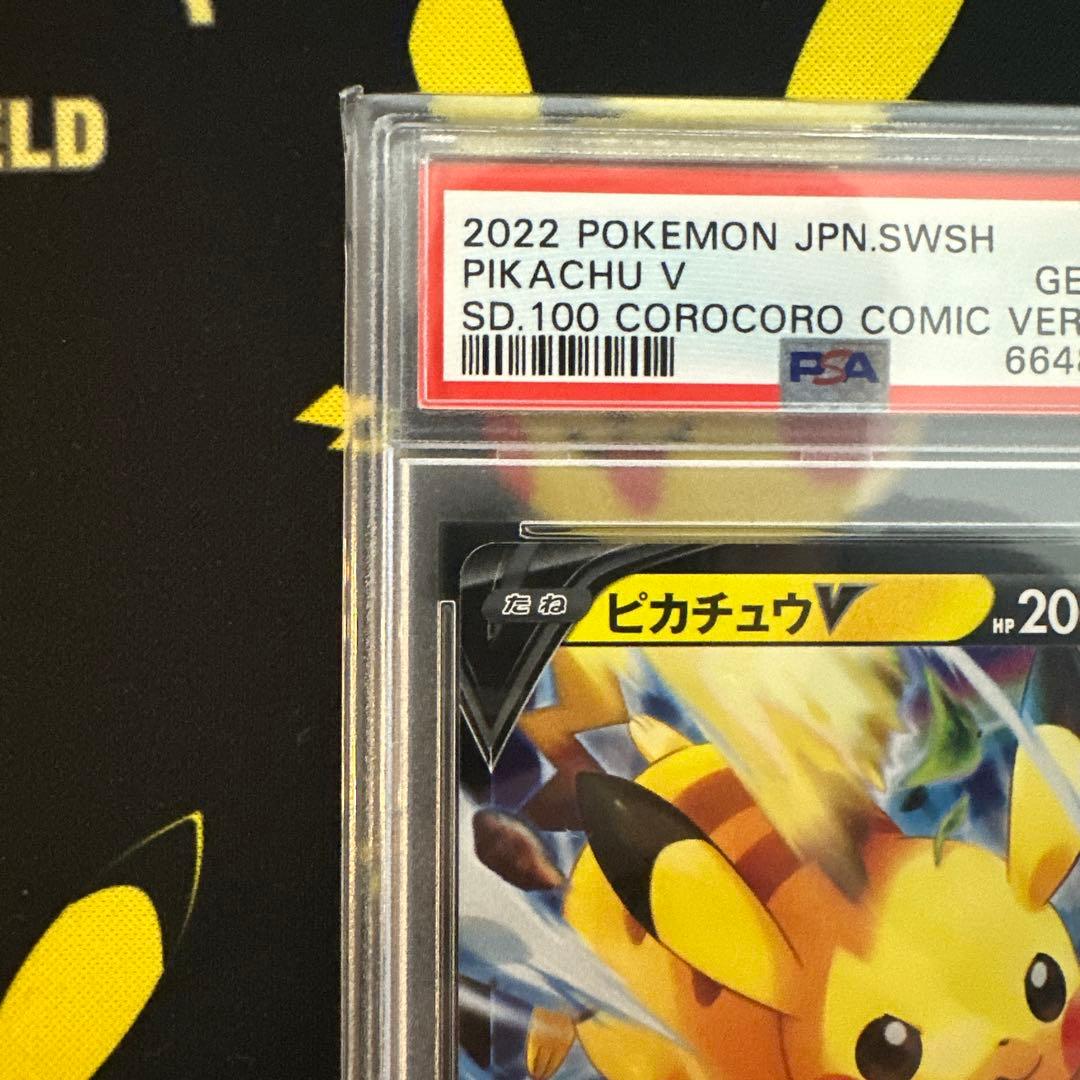 ELD
2022 POKEMON JPN.SWSH
PIKACHU V GE
SD.100 COROCORO COMIC VER
6648
PSA
たね ピカチュウV HP 20